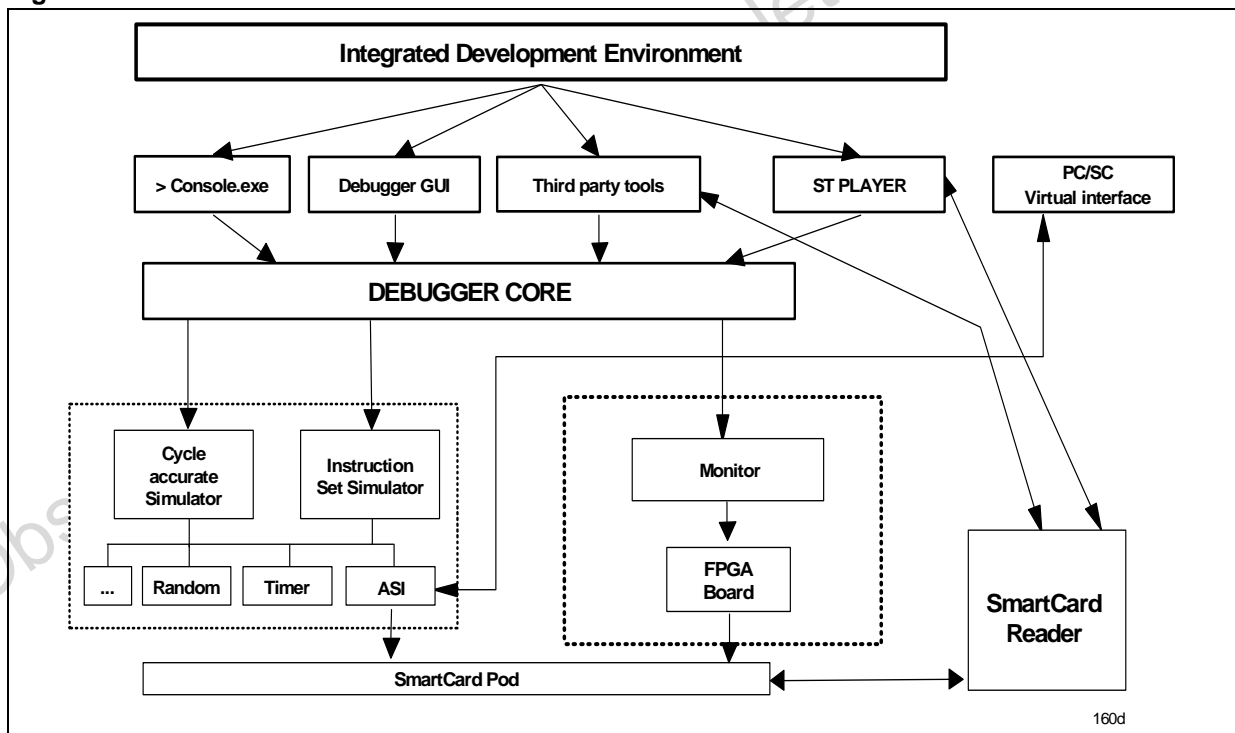 Integrated Development Environment
> Console.exe
Debugger GUI
Third party tools
ST PLAYER
PC/SC
Virtual interface
DEBUGGER CORE
Cycle
accurate
Simulator
Instruction
Set Simulator
Monitor
...
Random
Timer
ASI
FPGA
Board
SmartCard
Reader
SmartCard Pod
160d